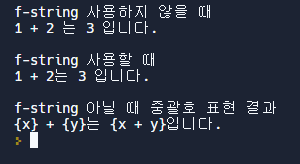 f-string 사용하지 않을 때
1 + 2 는 3 입니다.
f-string 사용할 때
1 + 2는 3 입니다.
f-string 아닐 때 중괄호 표현 결과
{x} + {y}는 {x + y}입니다.
>